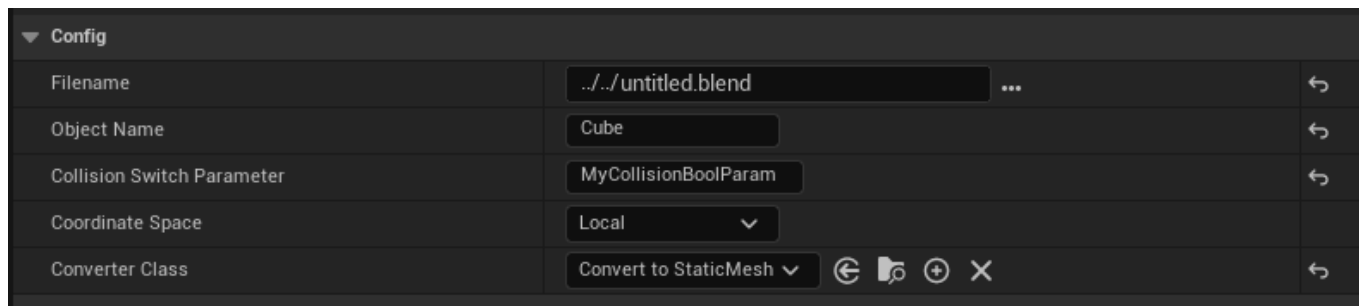 Config
Filename ../../untitled.blend ...
Object Name Cube
Collision Switch Parameter MyCollisionBoolParam
Coordinate Space Local
Converter Class Convert to StaticMesh